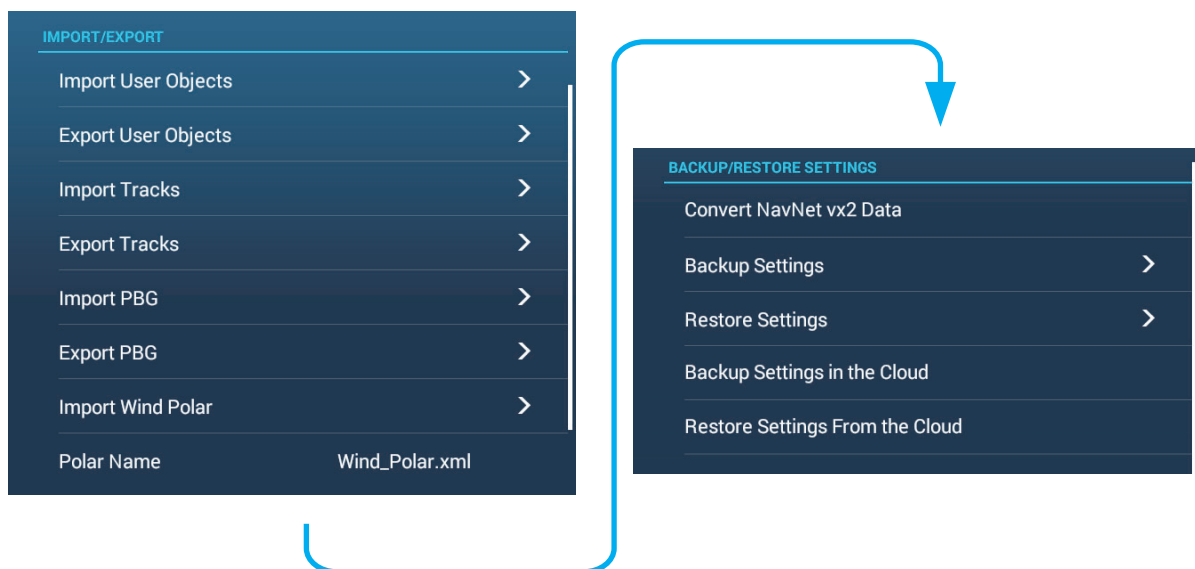 IMPORT/EXPORT
Import User Objects
Export User Objects
Import Tracks
Export Tracks
Import PBG
Export PBG
Import Wind Polar
Polar Name Wind_Polar.xml
BACKUP/RESTORE SETTINGS
Convert NavNet vx2 Data
Backup Settings
Restore Settings
Backup Settings in the Cloud
Restore Settings From the Cloud